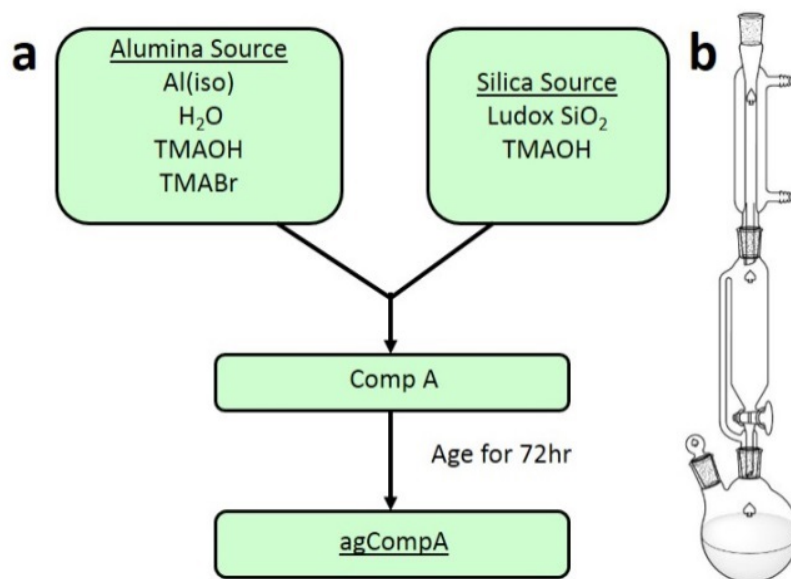 a
Alumina Source
Al(iso)
H₂O
TMAOH
TMABr
Silica Source
Ludox SiO₂
TMAOH
b
Comp A
Age for 72hr
agCompA